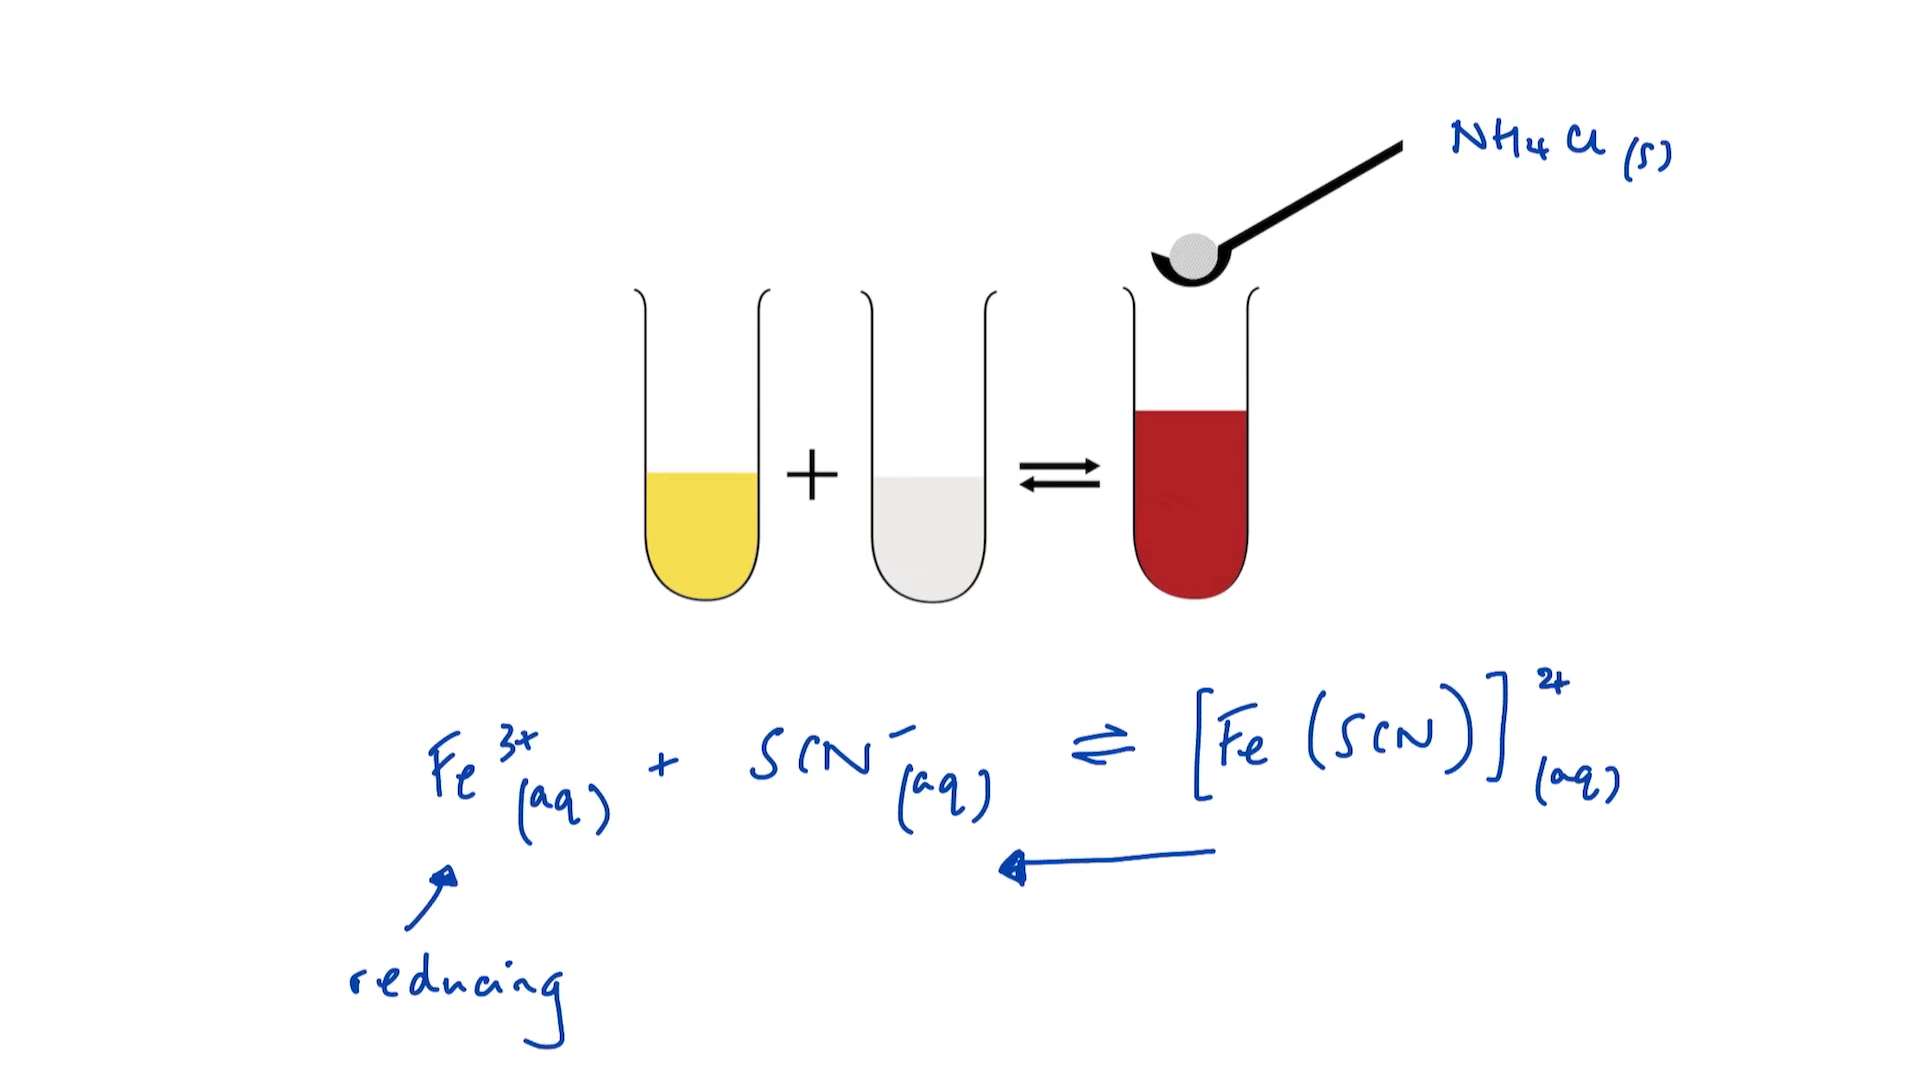 NH₄Cl (s)
+ ⇌
Fe³⁺(aq) + SCN⁻(aq) ⇌ [Fe(SCN)]²⁺(aq)
reducing